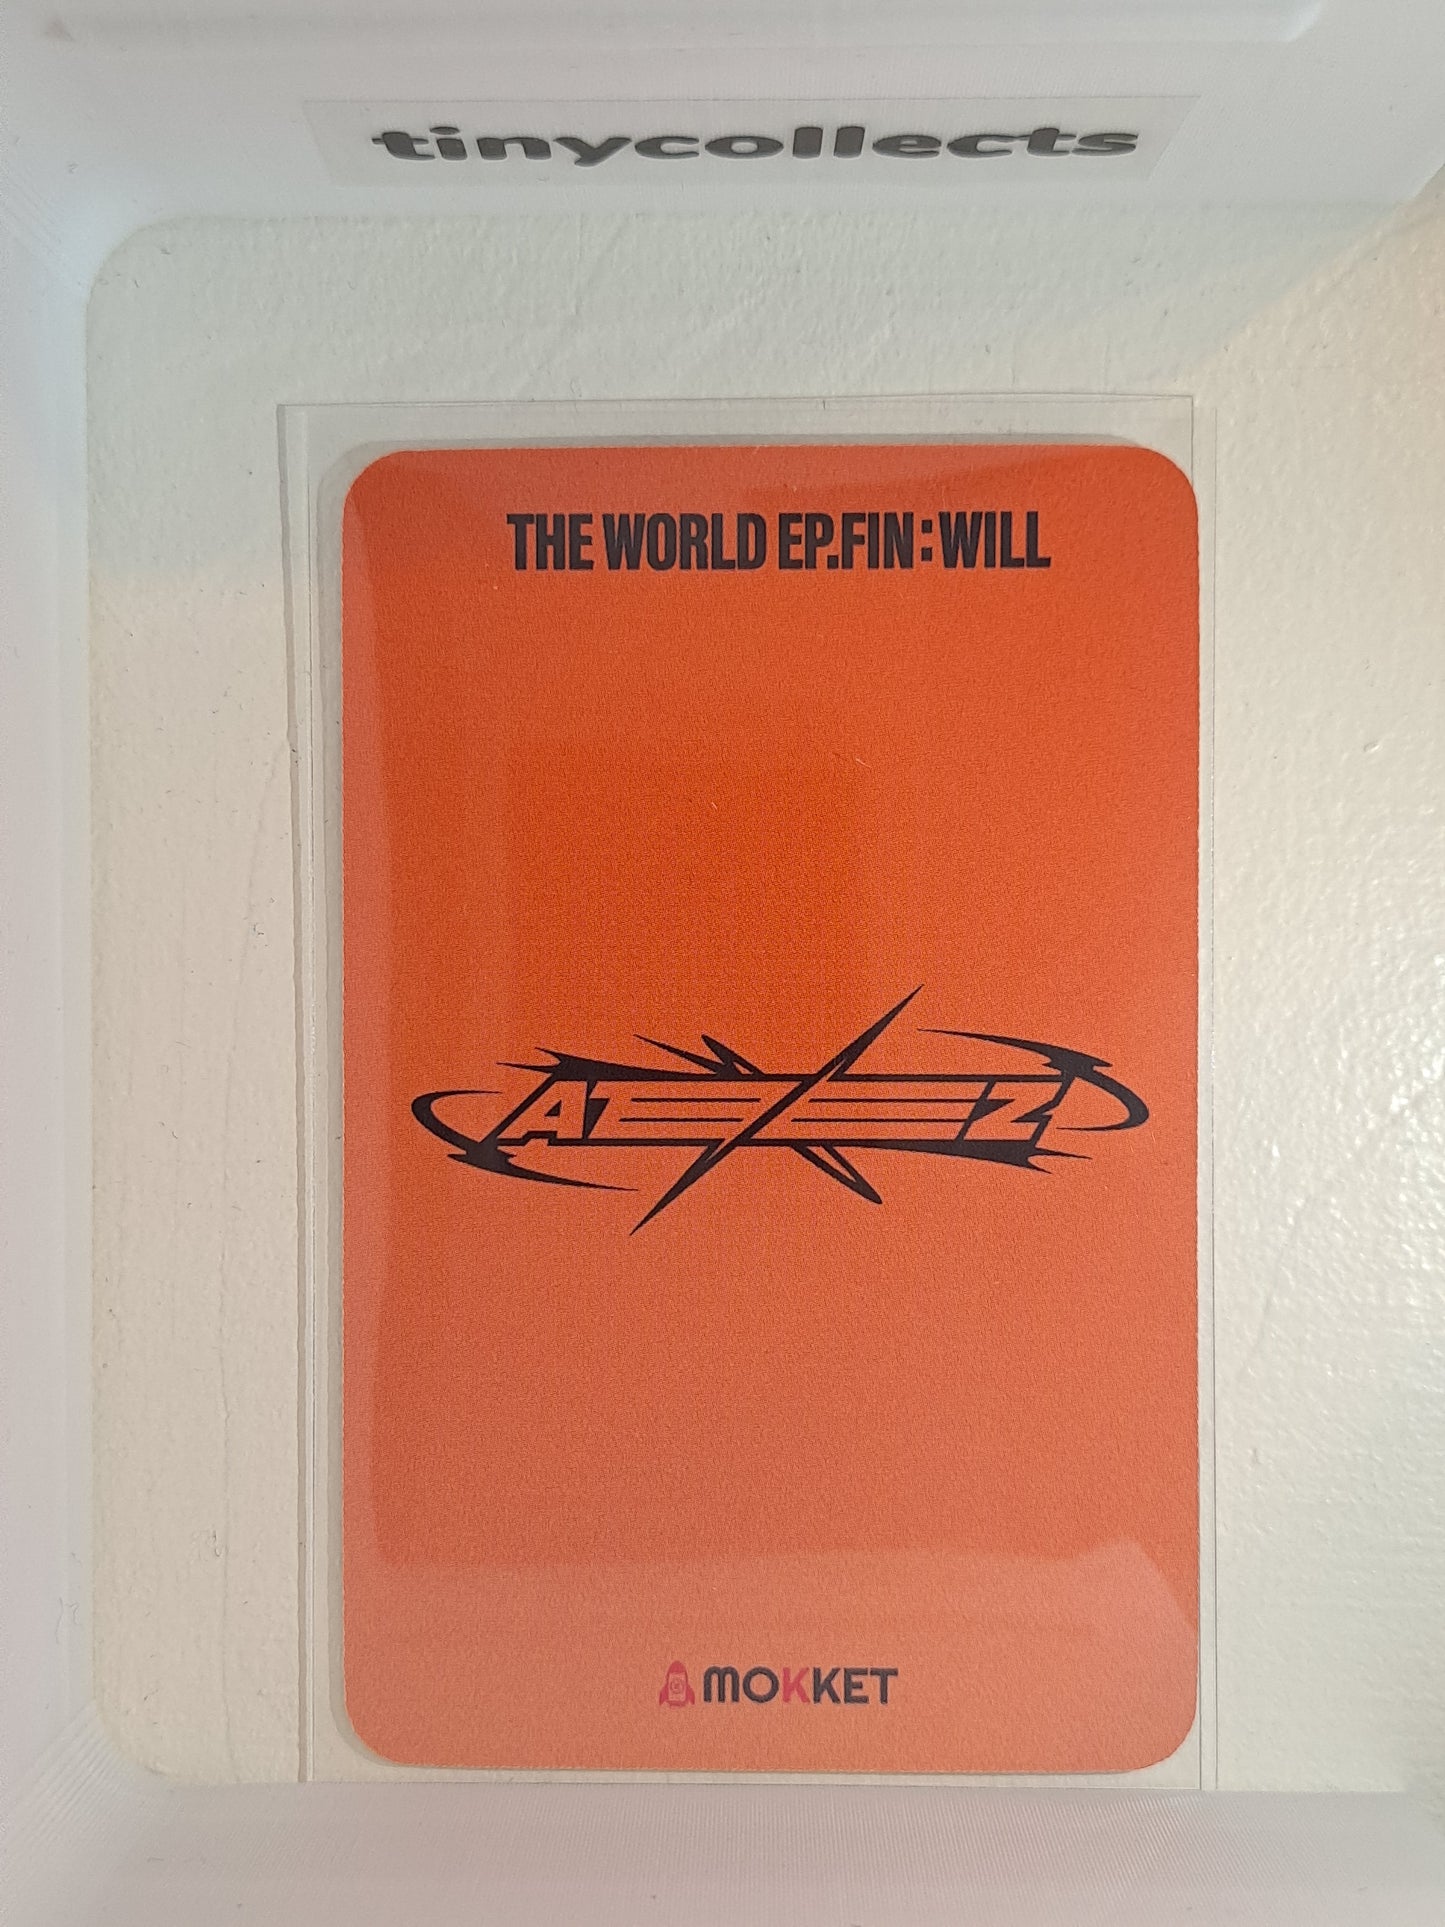 tinycollects
THE WORLD EP.FIN : WILL
ATEEZ
MOKKET